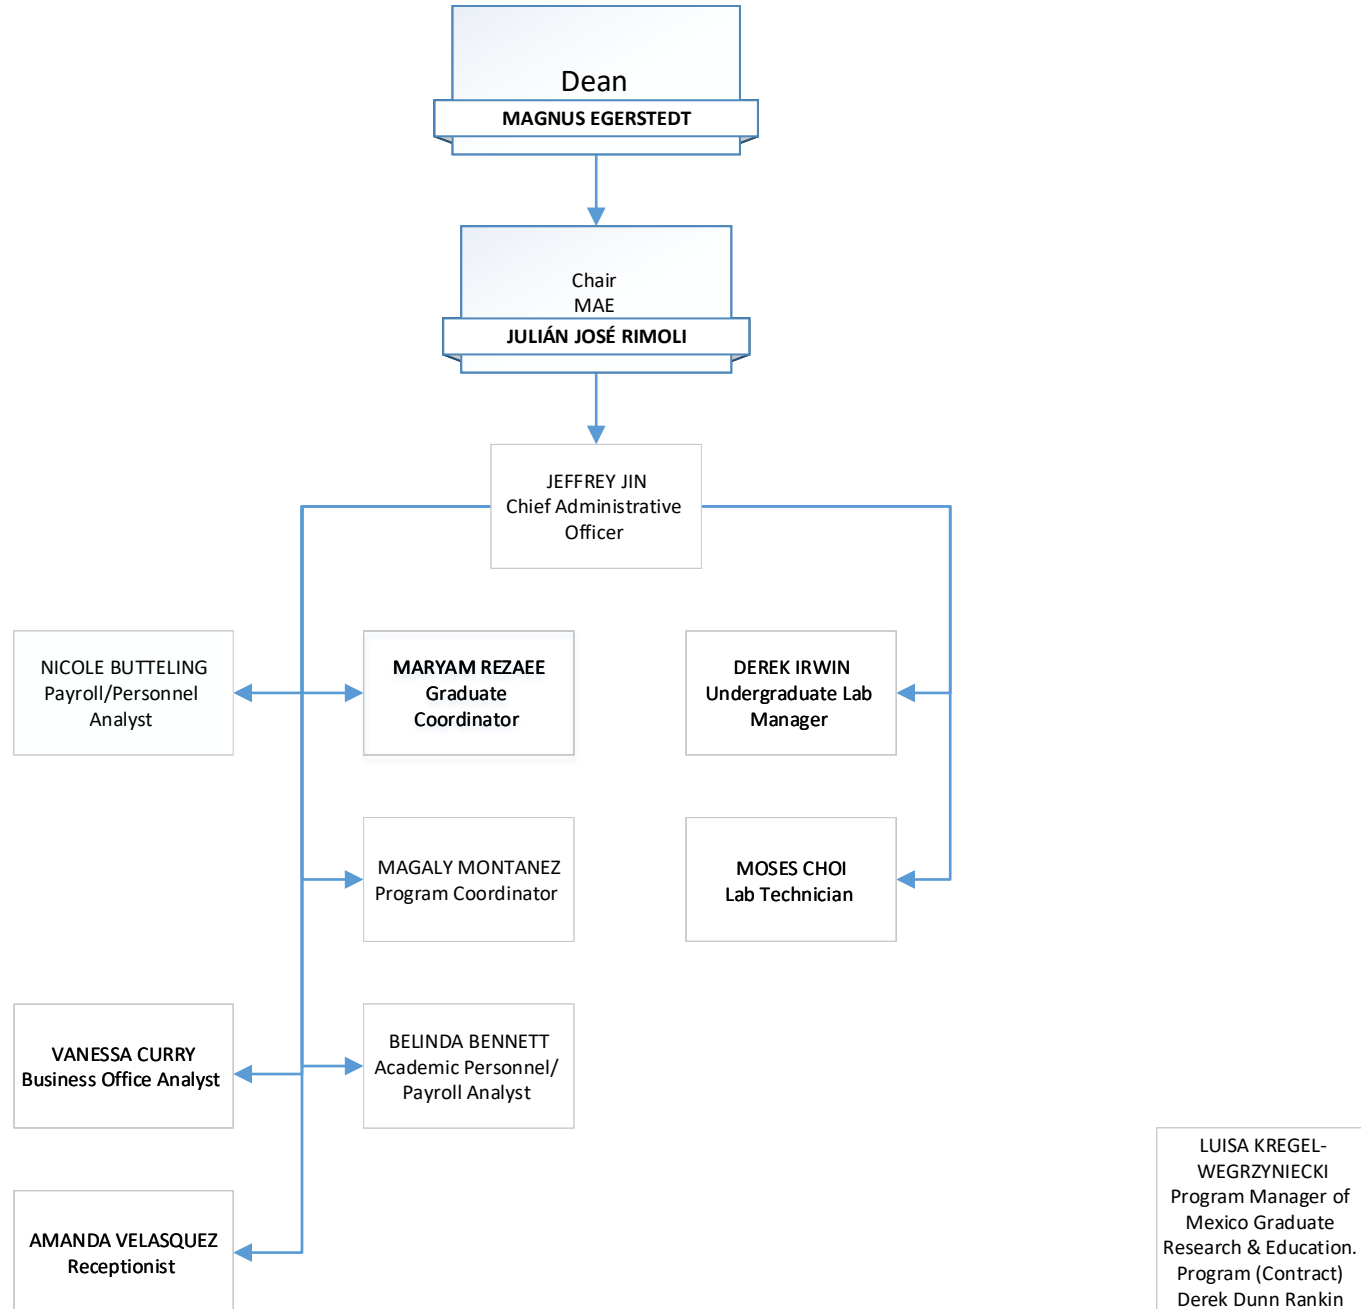 Dean
MAGNUS EGERSTEDT
Chair
MAE
JULIÁN JOSÉ RIMOLI
JEFFREY JIN
Chief Administrative
Officer
NICOLE BUTTELING
Payroll/Personnel
Analyst
MARYAM REZAEE
Graduate
Coordinator
DEREK IRWIN
Undergraduate Lab
Manager
MAGALY MONTANEZ
Program Coordinator
MOSES CHOI
Lab Technician
VANESSA CURRY
Business Office Analyst
BELINDA BENNETT
Academic Personnel/
Payroll Analyst
AMANDA VELASQUEZ
Receptionist
LUISA KREGEL-
WEGRZYNIECKI
Program Manager of
Mexico Graduate
Research & Education.
Program (Contract)
Derek Dunn Rankin